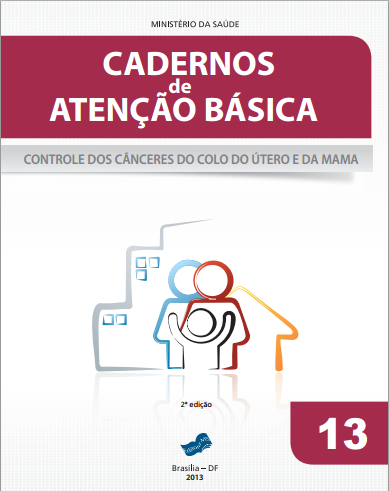 MINISTÉRIO DA SAÚDE
CADERNOS
de
ATENÇÃO BÁSICA
CONTROLE DOS CÂNCERES DO COLO DO ÚTERO E DA MAMA
2ª edição
13
Brasília – DF
2013